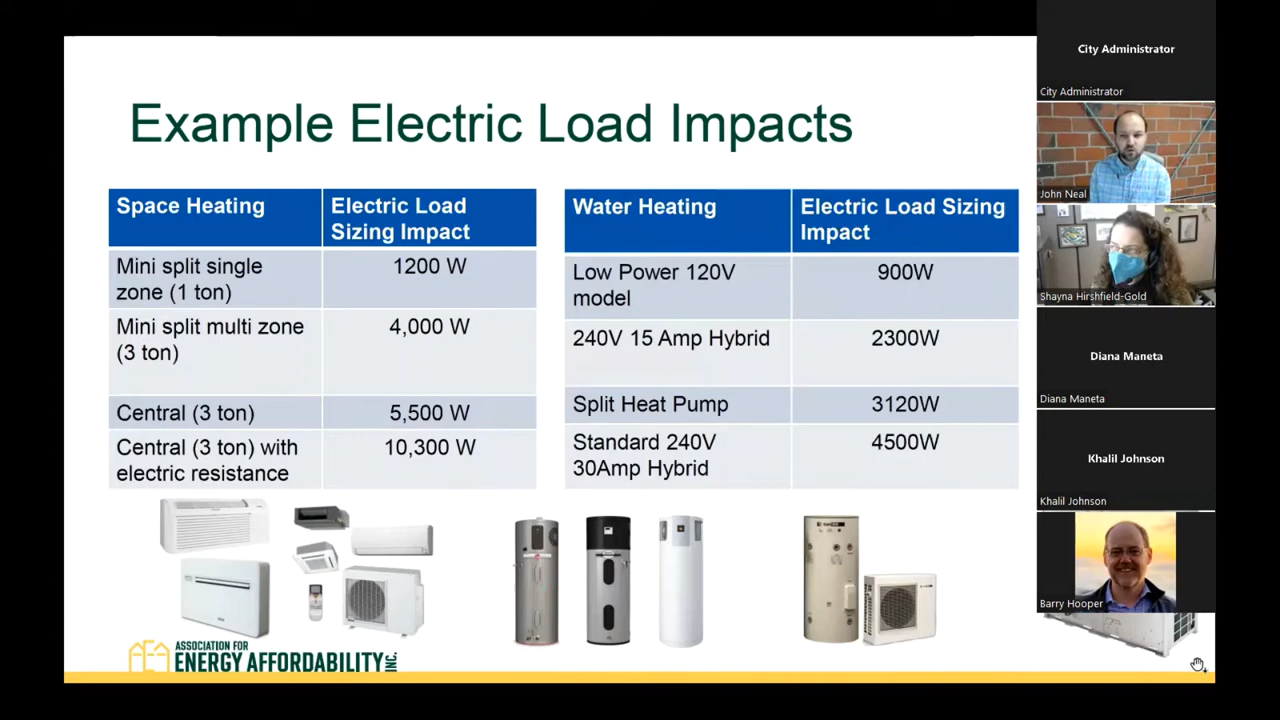 Example Electric Load Impacts
Space Heating
Electric Load
Sizing Impact
Mini split single
zone (1 ton)
1200 W
Mini split multi zone
(3 ton)
4,000 W
Central (3 ton)
5,500 W
Central (3 ton) with
electric resistance
10,300 W
Water Heating
Electric Load Sizing
Impact
Low Power 120V
model
900W
240V 15 Amp Hybrid
2300W
Split Heat Pump
3120W
Standard 240V
30Amp Hybrid
4500W
ASSOCIATION FOR
ENERGY AFFORDABILITY INC.
City Administrator
City Administrator
John Neal
Shayna Hirshfield-Gold
Diana Maneta
Diana Maneta
Khalil Johnson
Khalil Johnson
Barry Hooper